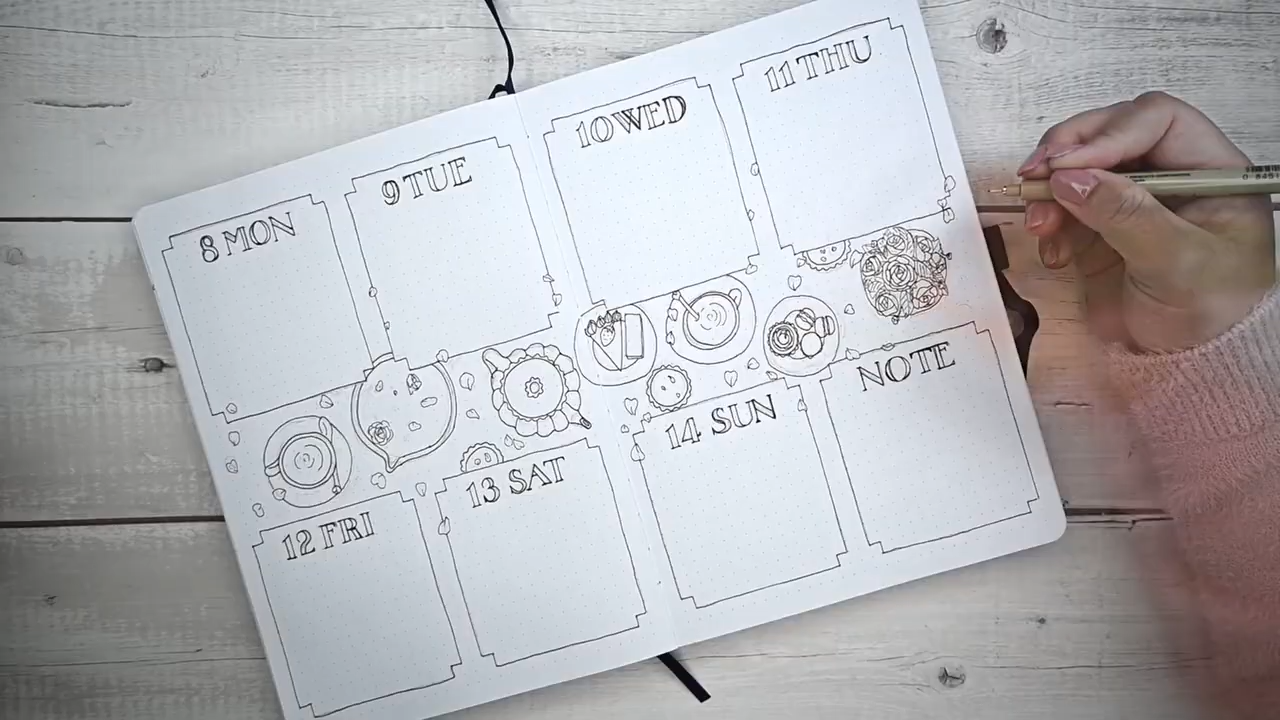 8 MON
9 TUE
10 WED
11 THU
12 FRI
13 SAT
14 SUN
NOTE